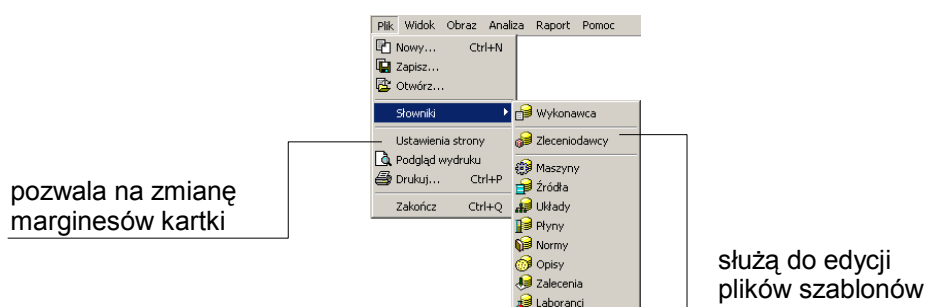 Plik Widok Obraz Analiza Raport Pomoc
Nowy... Ctrl+N
Zapisz...
Otwórz...
Słowniki
Ustawienia strony
Podgląd wydruku
Drukuj... Ctrl+P
Zakończ Ctrl+Q
Wykonawca
Zleceniodawcy
Maszyny
Źródła
Układy
Płyny
Normy
Opisy
Zalecenia
Laboranci
pozwala na zmianę
marginesów kartki
służą do edycji
plików szablonów